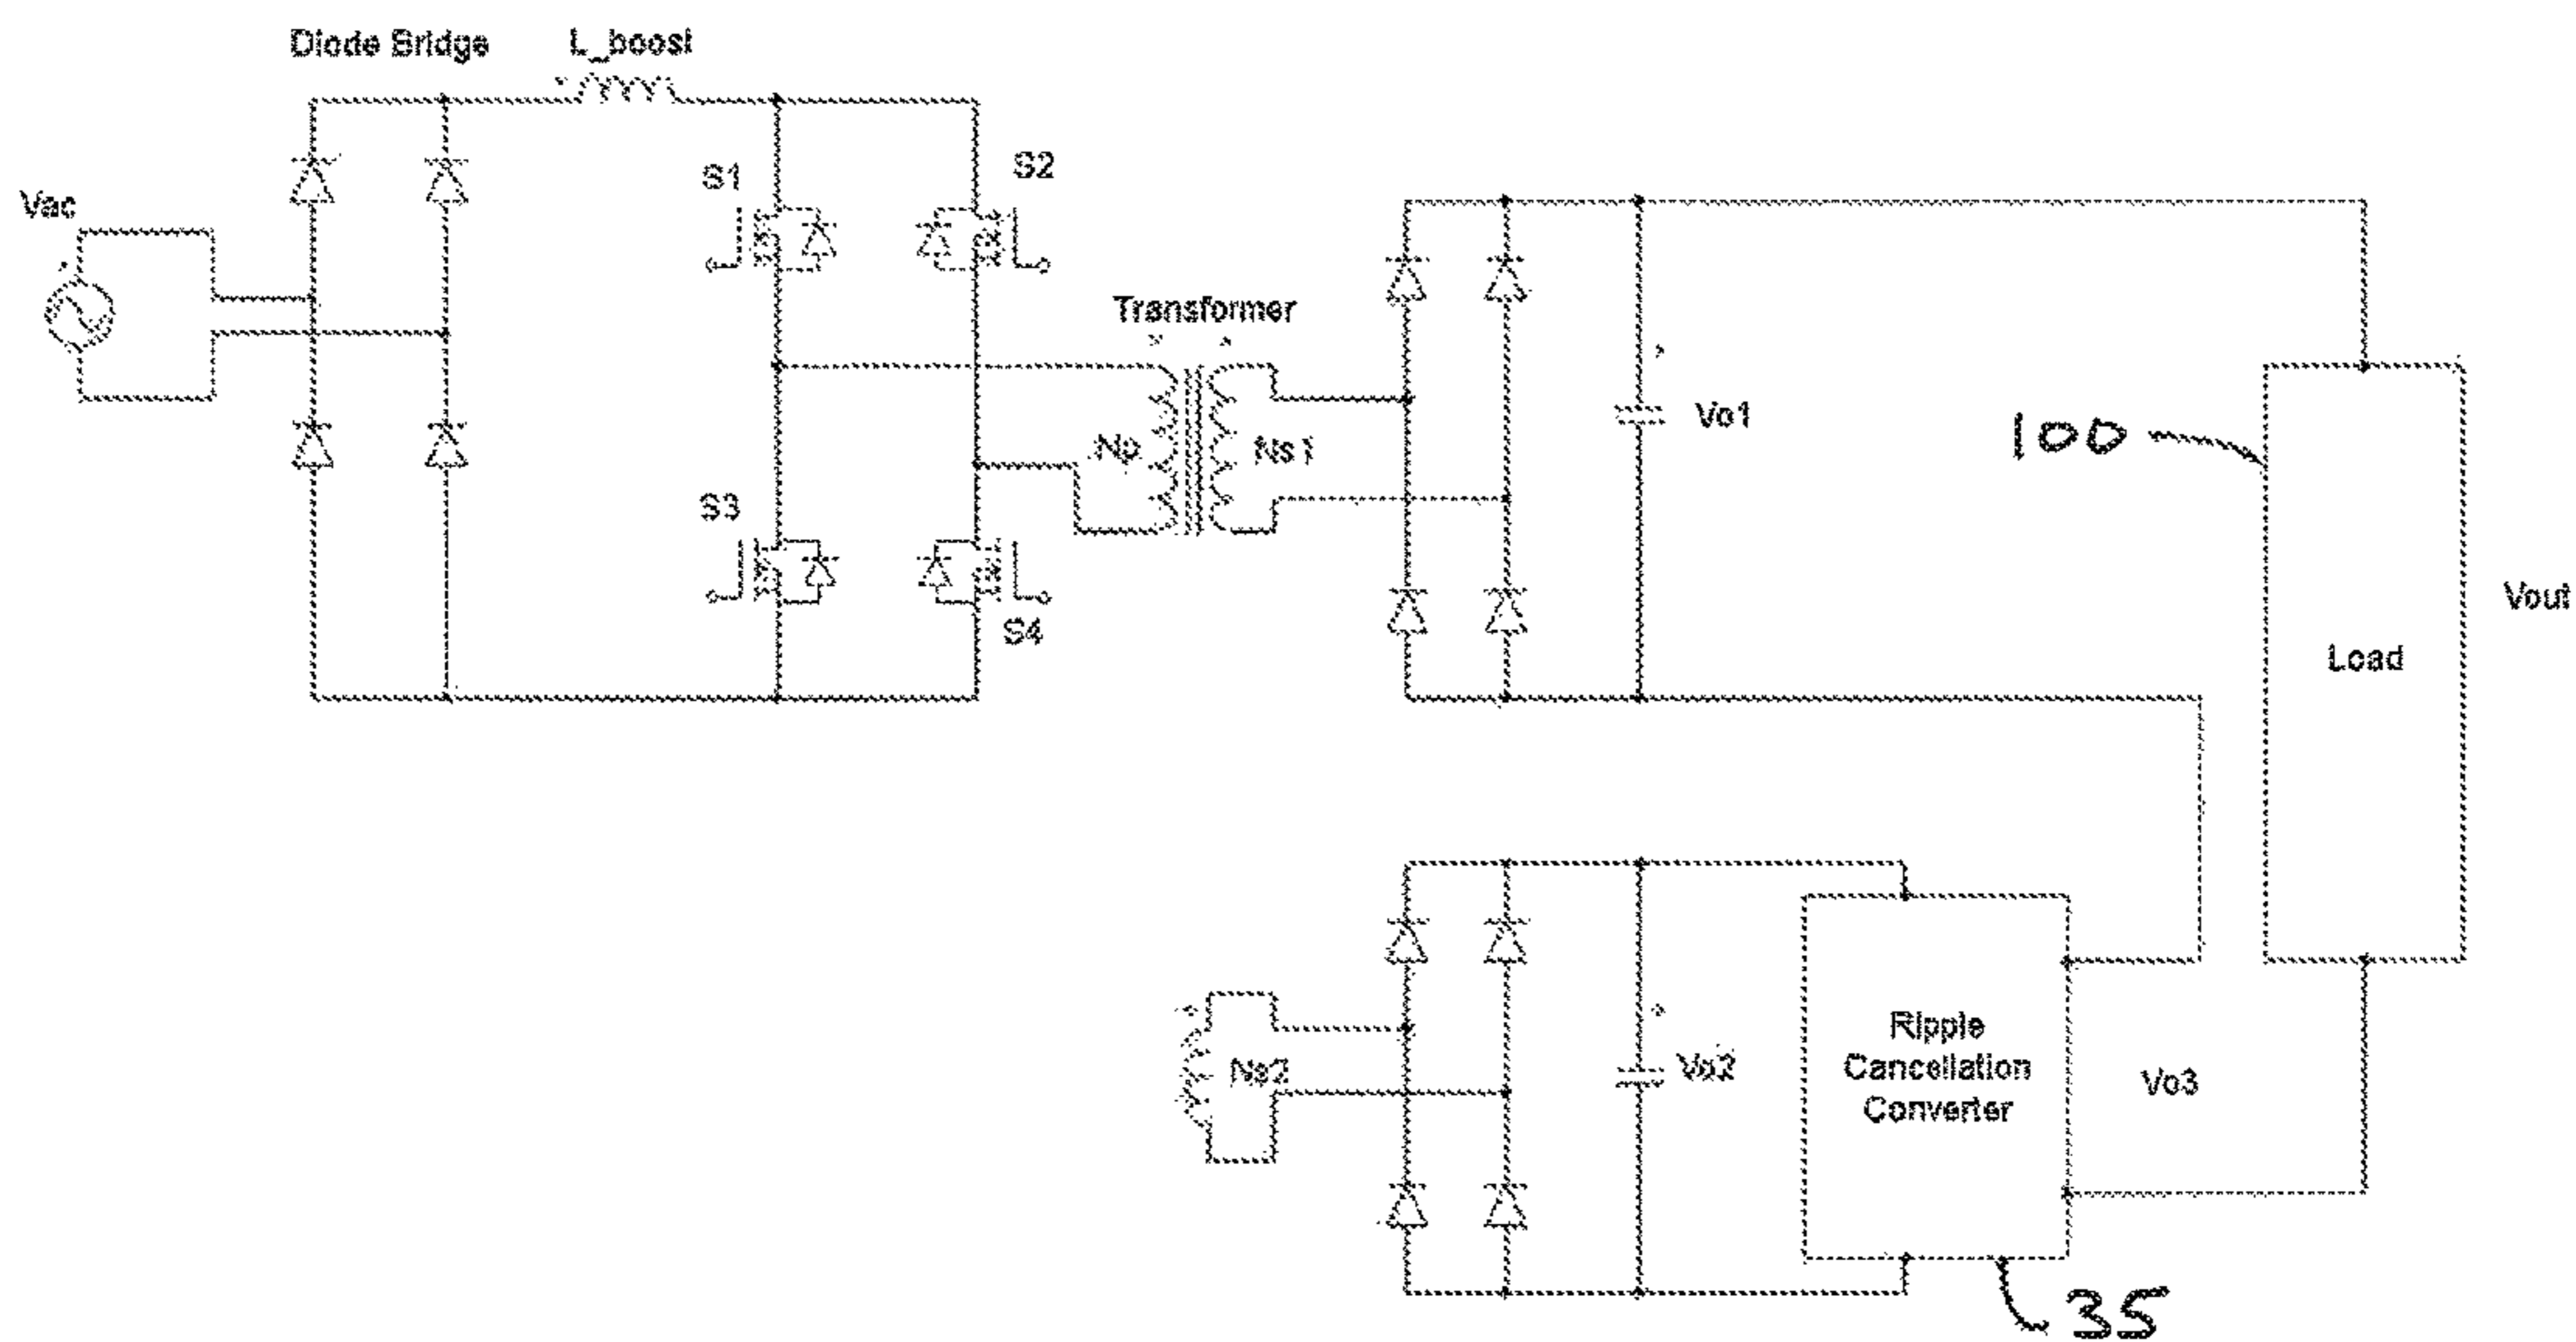 Diode Bridge
L_boost
Vac
S1
S2
Transformer
Np
Ns1
Vo1
100
S3
S4
Load
Vout
Ns2
Vo2
Ripple
Cancellation
Converter
Vo3
35